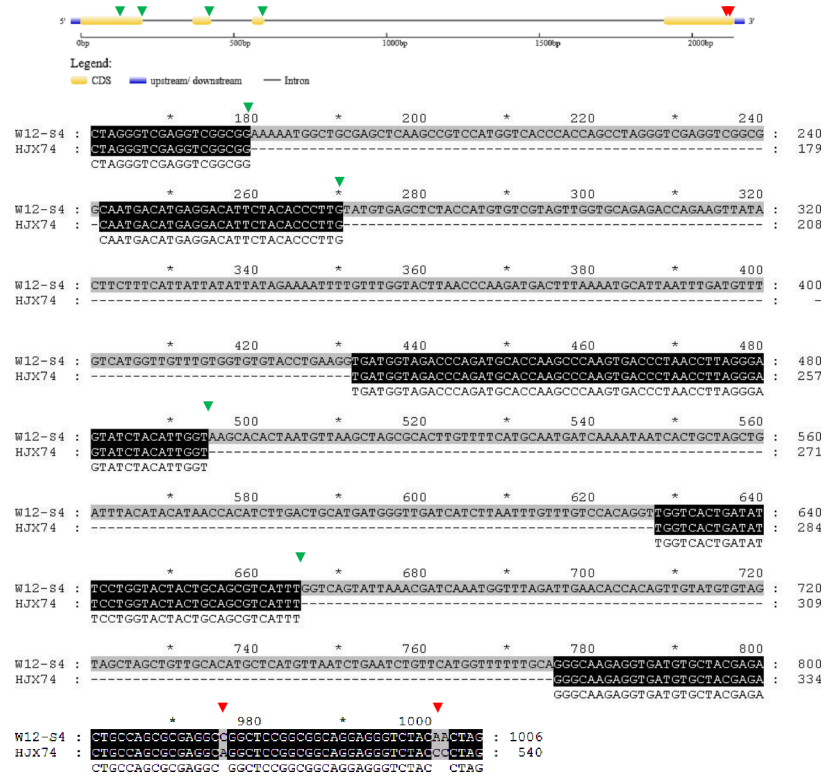 5'
3'
0bp 500bp 1000bp 1500bp 2000bp
Legend:
CDS upstream/ downstream Intron
* 180 * 200 * 220 * 240
W12-S4 : CTAGGGTCGAGGTCGGCGGAAAAATGGCTGCGAGCTCAAGCCGTCCATGGTCACCCACCAGCCTAGGGTCGAGGTCGGCG : 240
HJX74 : CTAGGGTCGAGGTCGGCGG------------------------------------------------------------- : 179
CTAGGGTCGAGGTCGGCGG
* 260 * 280 * 300 * 320
W12-S4 : GCAATGACATGAGGACATTCTACACCCTTGTATGTGAGCTCTACCATGTGTCGTAGTTGGTGCAGAGACCAGAAGTTATA : 320
HJX74 : -CAATGACATGAGGACATTCTACACCCTTG-------------------------------------------------- : 208
CAATGACATGAGGACATTCTACACCCTTG
* 340 * 360 * 380 * 400
W12-S4 : CTTCTTTCATTATTATATTATAGAAAATTTTGTTTGGTACTTAACCCAAGATGACTTTAAAATGCATTAATTTGATGTTT : 400
HJX74 : -------------------------------------------------------------------------------- : -
* 420 * 440 * 460 * 480
W12-S4 : GTCATGGTTGTTTGTGGTGTGTACCTGAAGGTGATGGTAGACCCAGATGCACCAAGCCCAAGTGACCCTAACCTTAGGGA : 480
HJX74 : -------------------------------TGATGGTAGACCCAGATGCACCAAGCCCAAGTGACCCTAACCTTAGGGA : 257
TGATGGTAGACCCAGATGCACCAAGCCCAAGTGACCCTAACCTTAGGGA
* 500 * 520 * 540 * 560
W12-S4 : GTATCTACATTGGTAAGCACACTAATGTTAAGCTAGCGCACTTGTTTTCATGCAATGATCAAAATAATCACTGCTAGCTG : 560
HJX74 : GTATCTACATTGGT------------------------------------------------------------------ : 271
GTATCTACATTGGT
* 580 * 600 * 620 * 640
W12-S4 : ATTTACATACATAACCACATCTTGACTGCATGATGGGTTGATCATCTTAATTTGTTTGTCCACAGGTTGGTCACTGATAT : 640
HJX74 : -------------------------------------------------------------------TGGTCACTGATAT : 284
TGGTCACTGATAT
* 660 * 680 * 700 * 720
W12-S4 : TCCTGGTACTACTGCAGCGTCATTTGGTCAGTATTAAACGATCAAATGGTTTAGATTGAACACCACAGTTGTATGTGTAG : 720
HJX74 : TCCTGGTACTACTGCAGCGTCATTT------------------------------------------------------- : 309
TCCTGGTACTACTGCAGCGTCATTT
* 740 * 760 * 780 * 800
W12-S4 : TAGCTAGCTGTTGCACATGCTCATGTTAATCTGAATCTGTTCATGGTTTTTTGCAGGGCAAGAGGTGATGTGCTACGAGA : 800
HJX74 : -------------------------------------------------------GGGCAAGAGGTGATGTGCTACGAGA : 334
GGGCAAGAGGTGATGTGCTACGAGA
* 980 * 1000
W12-S4 : CTGCCAGCGCGAGGCCGGCTCCGGCGGCAGGAGGGTCTACAACTAG : 1006
HJX74 : CTGCCAGCGCGAGGCAGGCTCCGGCGGCAGGAGGGTCTACCCCTAG : 540
CTGCCAGCGCGAGGC GGCTCCGGCGGCAGGAGGGTCTAC CTAG